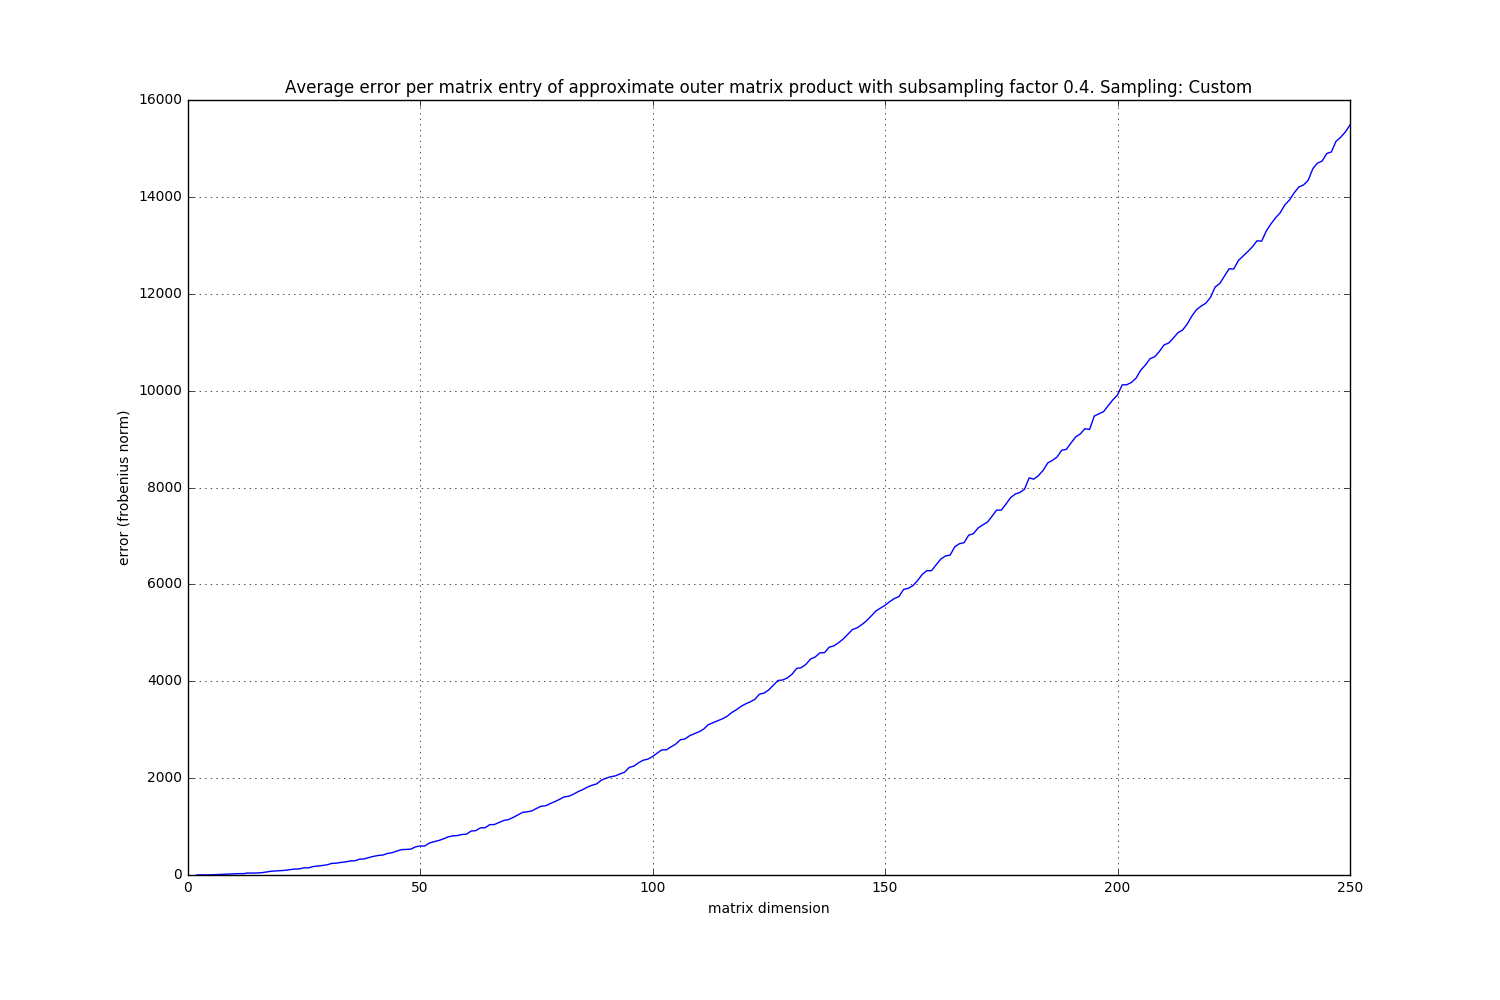 Average error per matrix entry of approximate outer matrix product with subsampling factor 0.4. Sampling: Custom
16000
14000
12000
10000
8000
6000
4000
2000
0
error (frobenius norm)
0 50 100 150 200 250
matrix dimension